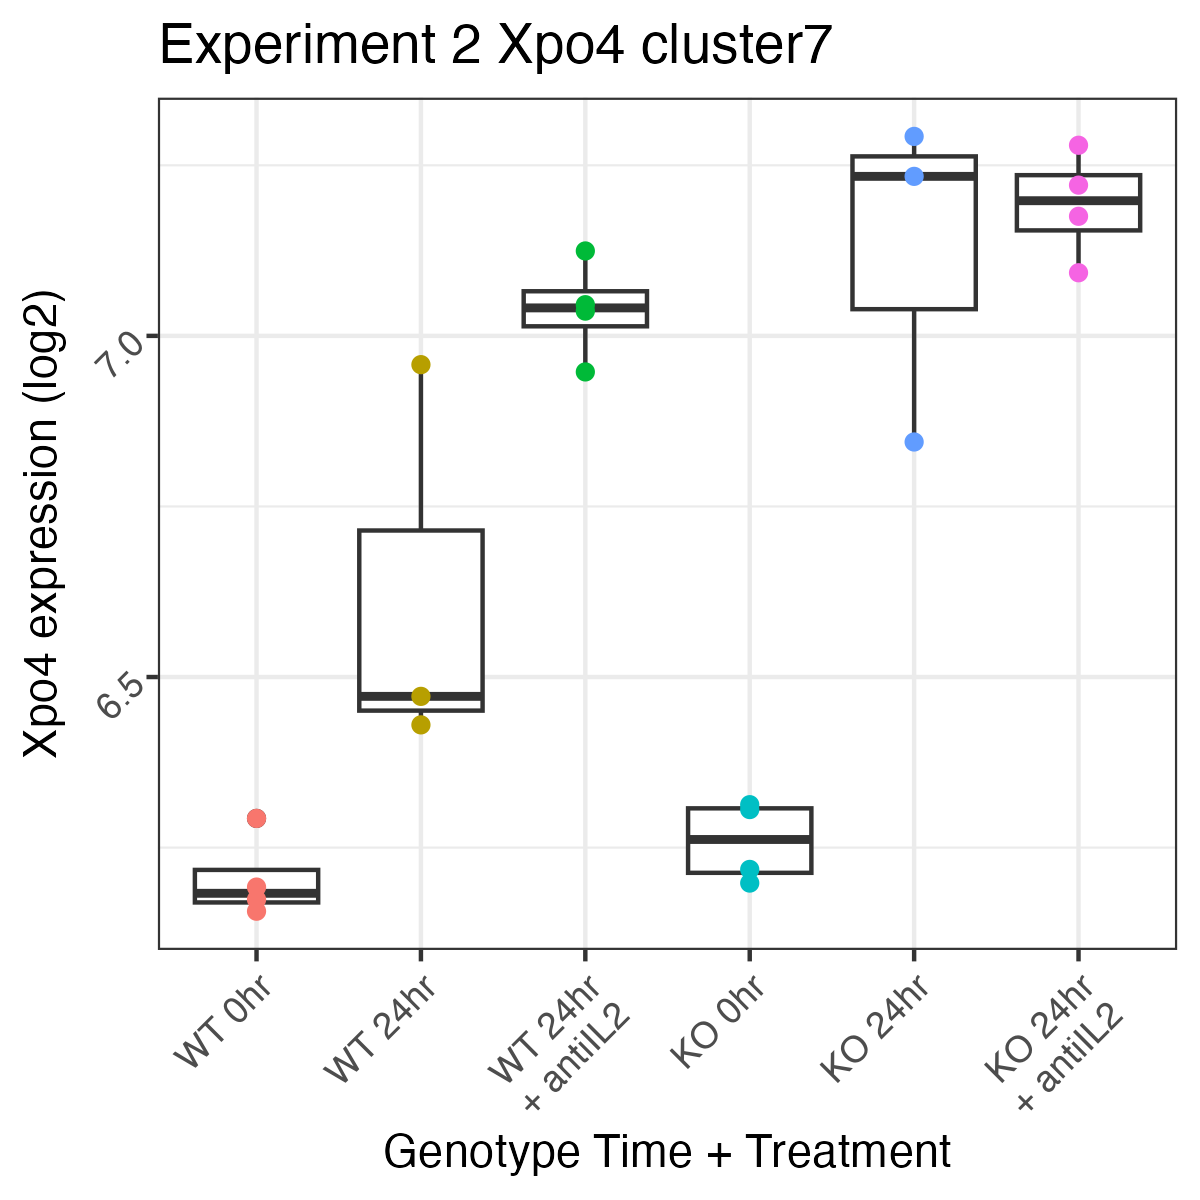 Experiment 2 Xpo4 cluster7
Xpo4 expression (log2)
7.0
6.5
WT 0hr
WT 24hr
WT 24hr
+ antiIL2
KO 0hr
KO 24hr
KO 24hr
+ antiIL2
Genotype Time + Treatment